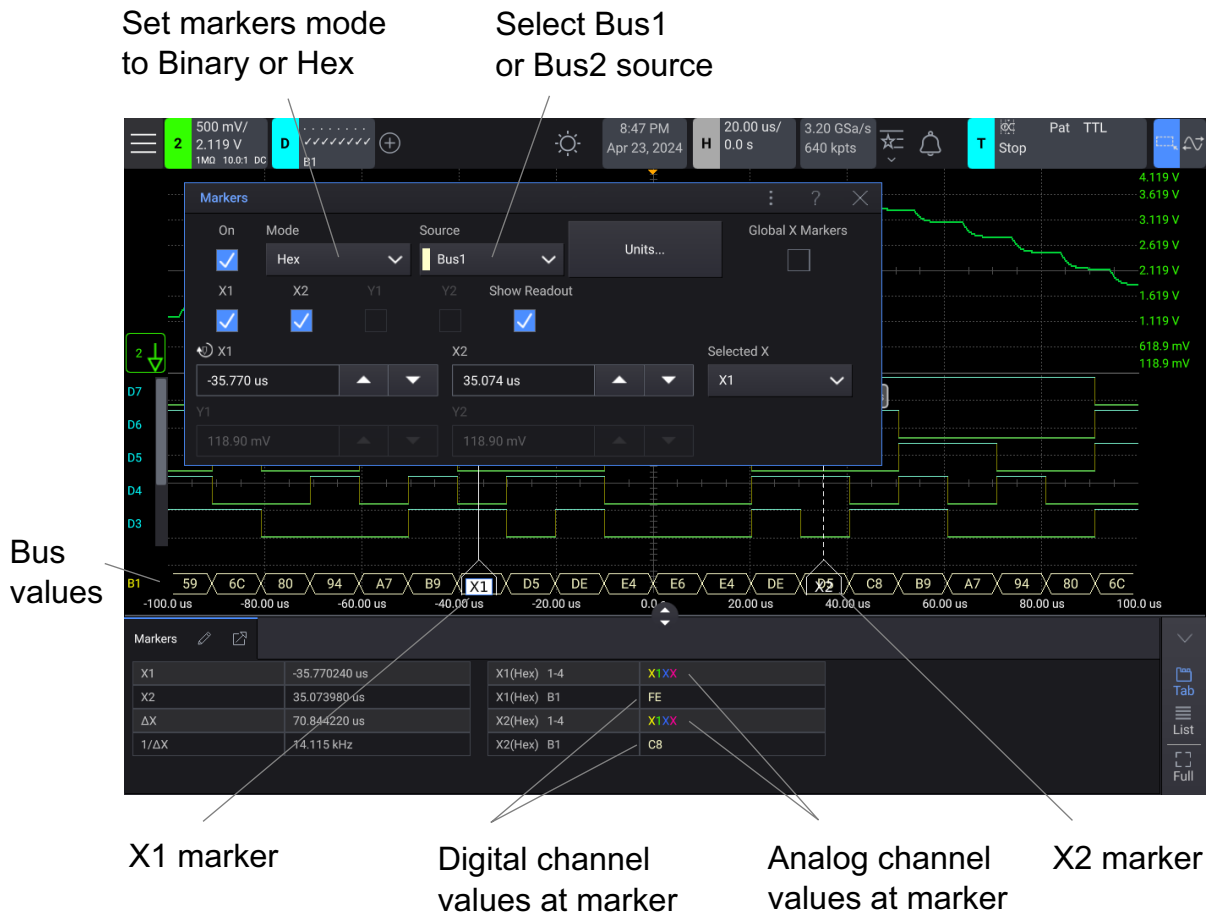 Set markers mode
to Binary or Hex
Select Bus1
or Bus2 source
2
500 mV/
2.119 V
1MΩ 10.0:1 DC
D
B1
8:47 PM
Apr 23, 2024
H
20.00 us/
0.0 s
3.20 GSa/s
640 kpts
T
Stop
Pat TTL
4.119 V
3.619 V
3.119 V
2.619 V
2.119 V
1.619 V
1.119 V
618.9 mV
118.9 mV
Markers
?
On
Mode
Source
Global X Markers
Hex
Bus1
Units...
X1
X2
Y1
Y2
Show Readout
X1
X2
Selected X
-35.770 us
35.074 us
X1
Y1
Y2
118.90 mV
118.90 mV
2
D7
D6
D5
D4
D3
Bus
values
B1
59 6C 80 94 A7 B9 X1 D5 DE E4 E6 E4 DE X2 C8 B9 A7 94 80 6C
-100.0 us -80.00 us -60.00 us -40.00 us -20.00 us 0.0 s 20.00 us 40.00 us 60.00 us 80.00 us 100.0 us
Markers
X1 -35.770240 us X1(Hex) 1-4 X1XX
X2 35.073980 us X1(Hex) B1 FE
ΔX 70.844220 us X2(Hex) 1-4 X1XX
1/ΔX 14.115 kHz X2(Hex) B1 C8
Tab
List
Full
X1 marker
Digital channel
values at marker
Analog channel
values at marker
X2 marker